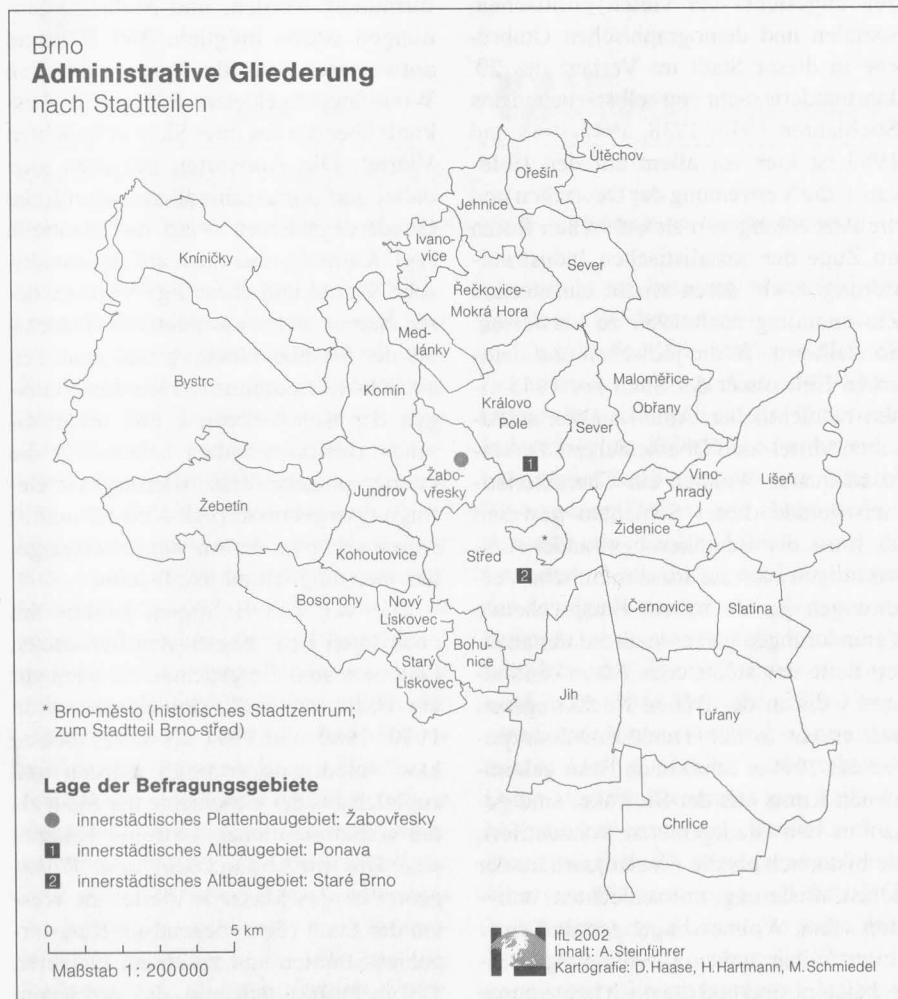 Brno
Administrative Gliederung
nach Stadtteilen
Útěchov
Ořešín
Jehnice
Ivano-
vice
Sever
Kníničky
Řečkovice-
Mokrá Hora
Med-
lánky
Bystrc
Komín
Maloměřice
Obřany
Královo
Pole
Sever
1
Žabo-
vřesky
Líšeň
Vino-
hrady
Jundrov
Žebetín
Židenice
Kohoutovice
Střed
2
Bosonohy
Černovice
Slatina
Nový
Lískovec
Bohu-
nice
Starý
Jih
Tuřany
* Brno-město (historisches Stadtzentrum;
zum Stadtteil Brno-střed)
Chrlice
Lage der Befragungsgebiete
innerstädtisches Plattenbaugebiet: Žabovřesky
1 innerstädtisches Altbaugebiet: Ponava
2 innerstädtisches Altbaugebiet: Staré Brno
0 5 km
Maßstab 1 : 200 000
IfL 2002
Inhalt: A. Steinführer
Kartografie: D. Haase, H. Hartmann, M. Schmiedel